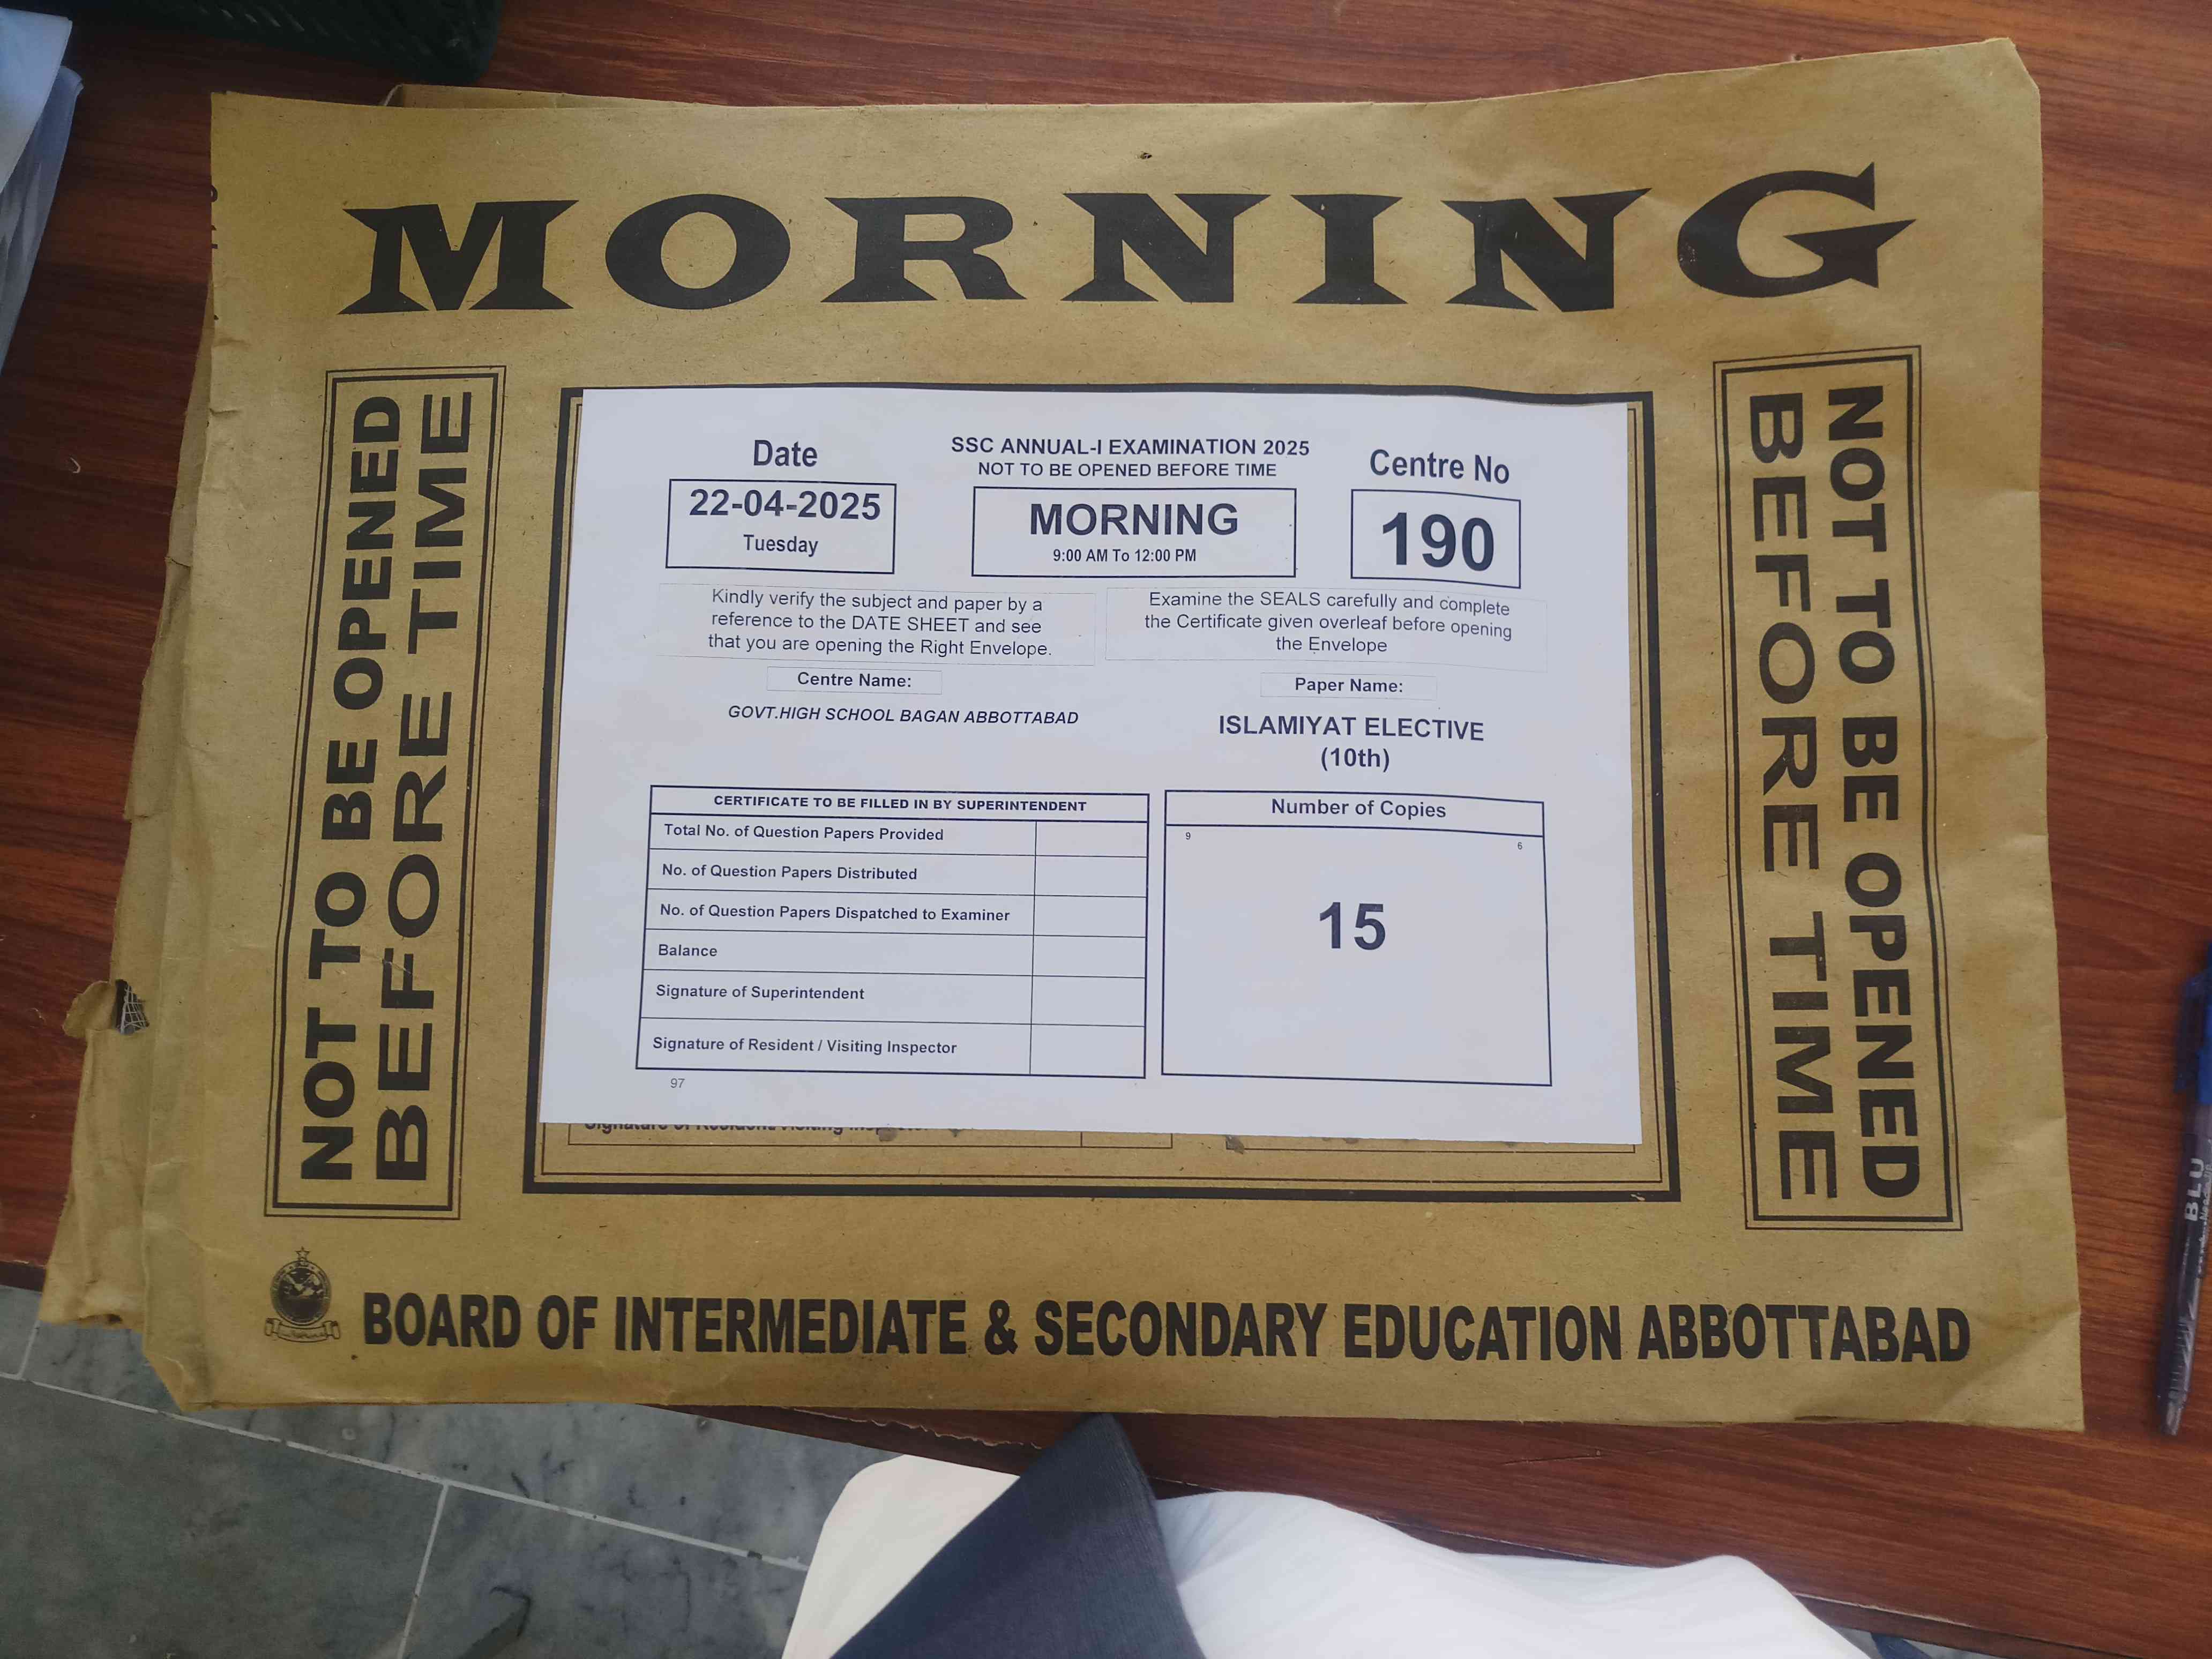 MORNING
NOT TO BE OPENED
BEFORE TIME
Date
22-04-2025
Tuesday
SSC ANNUAL-I EXAMINATION 2025
NOT TO BE OPENED BEFORE TIME
MORNING
9:00 AM To 12:00 PM
Centre No
190
Kindly verify the subject and paper by a
reference to the DATE SHEET and see
that you are opening the Right Envelope.
Examine the SEALS carefully and complete
the Certificate given overleaf before opening
the Envelope
Centre Name:
GOVT.HIGH SCHOOL BAGAN ABBOTTABAD
Paper Name:
ISLAMIYAT ELECTIVE
(10th)
CERTIFICATE TO BE FILLED IN BY SUPERINTENDENT
Total No. of Question Papers Provided
No. of Question Papers Distributed
No. of Question Papers Dispatched to Examiner
Balance
Signature of Superintendent
Signature of Resident / Visiting Inspector
97
Number of Copies
9 6
15
NOT TO BE OPENED
BEFORE TIME
BOARD OF INTERMEDIATE & SECONDARY EDUCATION ABBOTTABAD
BLU